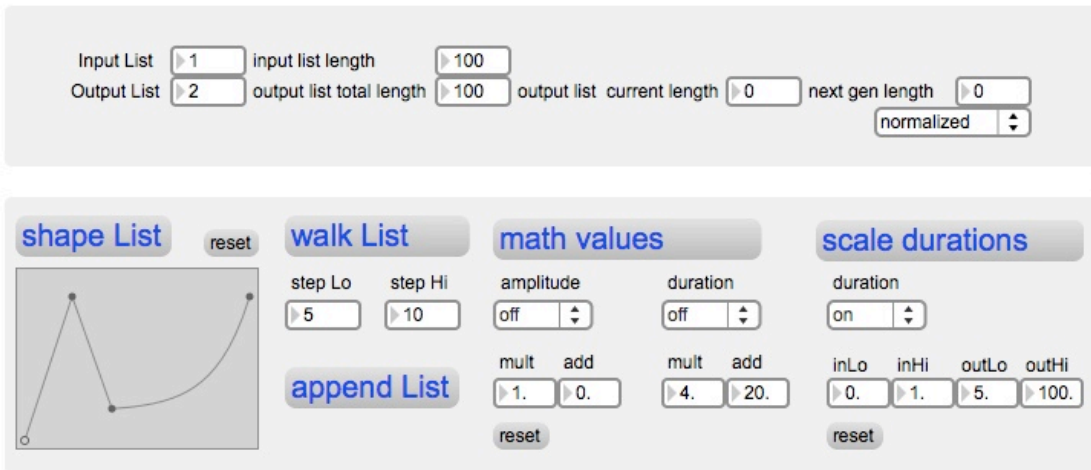 Input List 1 input list length 100
Output List 2 output list total length 100 output list current length 0 next gen length 0
normalized
shape List reset walk List math values scale durations
step Lo step Hi amplitude duration duration
5 10 off off on
mult add mult add inLo inHi outLo outHi
append List 1. 0. 4. 20. 0. 1. 5. 100.
reset reset